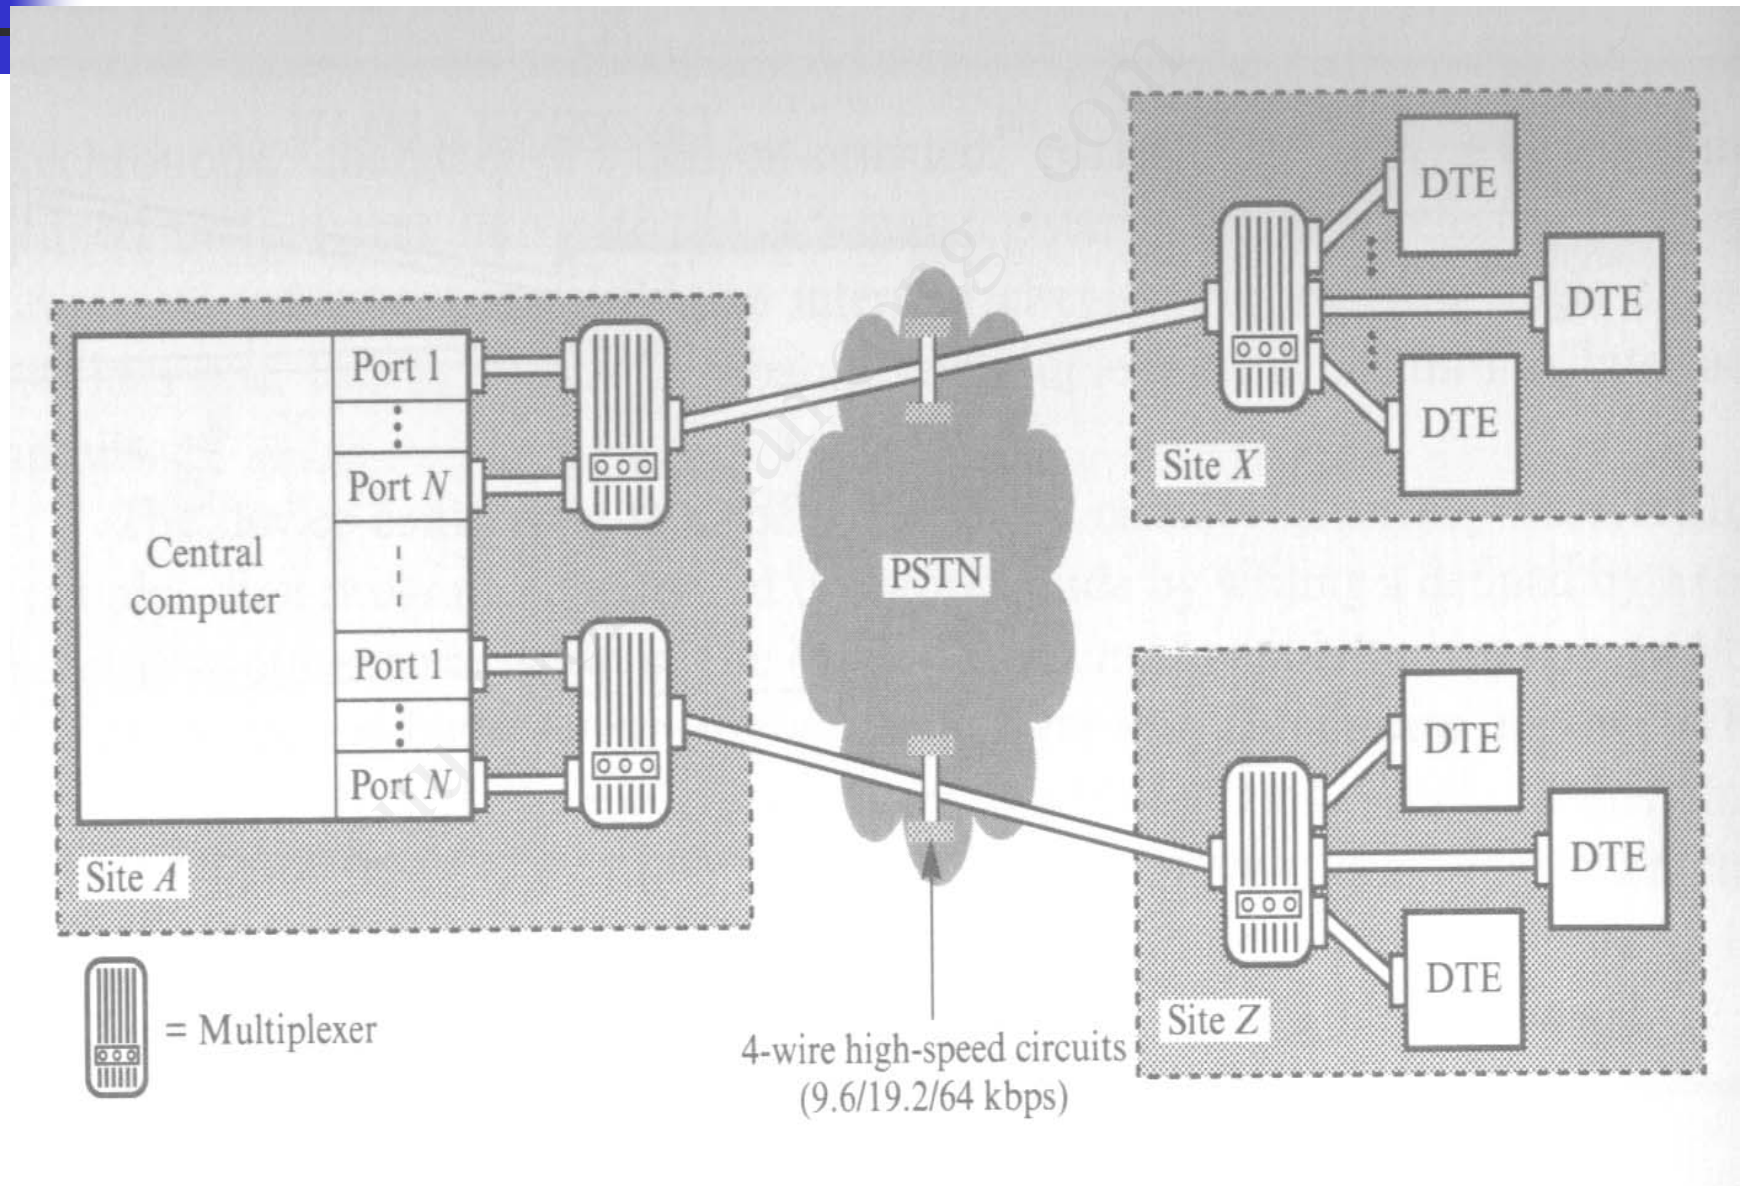 Port 1
Port N
Central
computer
Port 1
Port N
Site A
= Multiplexer
PSTN
4-wire high-speed circuits
(9.6/19.2/64 kbps)
DTE
DTE
DTE
Site X
DTE
DTE
DTE
Site Z